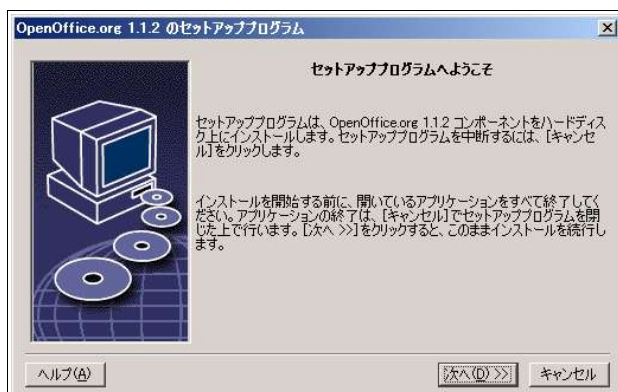 OpenOffice.org 1.1.2 のセットアッププログラム
セットアッププログラムへようこそ
セットアッププログラムは、OpenOffice.org 1.1.2 コンポーネントをハードディス
ク上にインストールします。セットアッププログラムを中断するには、[キャンセ
ル]をクリックします。
インストールを開始する前に、開いているアプリケーションをすべて終了してく
ださい。アプリケーションの終了は、[キャンセル]でセットアッププログラムを閉
じた上で行います。[次へ >>]をクリックすると、このままインストールを続行し
ます。
ヘルプ(A)
次へ(D) >>
キャンセル